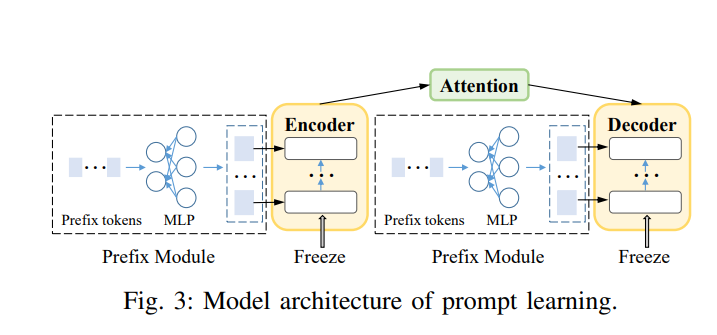 Attention
Encoder
Decoder
...
...
...
...
...
...
...
...
Prefix tokens
MLP
Prefix tokens
MLP
Prefix Module
Freeze
Prefix Module
Freeze
Fig. 3: Model architecture of prompt learning.